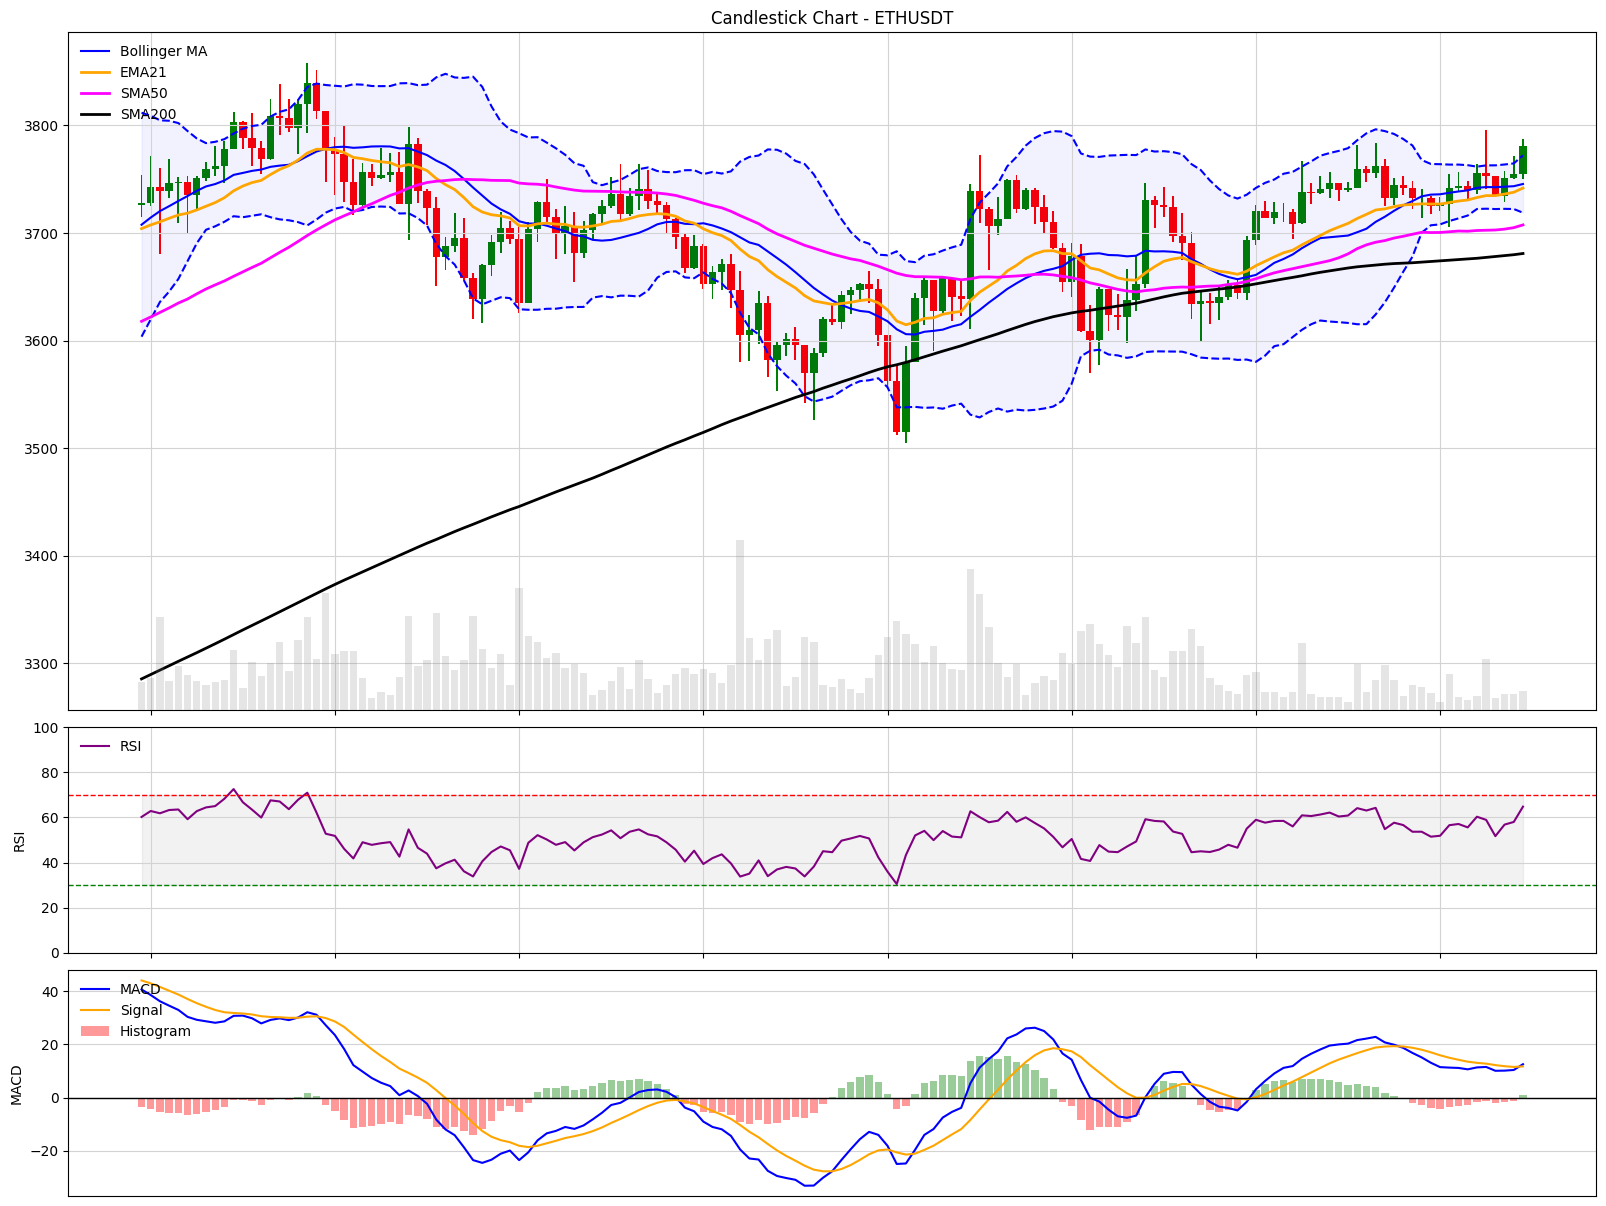 Candlestick Chart - ETHUSDT
Bollinger MA
EMA21
SMA50
SMA200
3800
3700
3600
3500
3400
3300
RSI
100
80
60
40
20
0
RSI
MACD
Signal
Histogram
40
20
0
−20
MACD